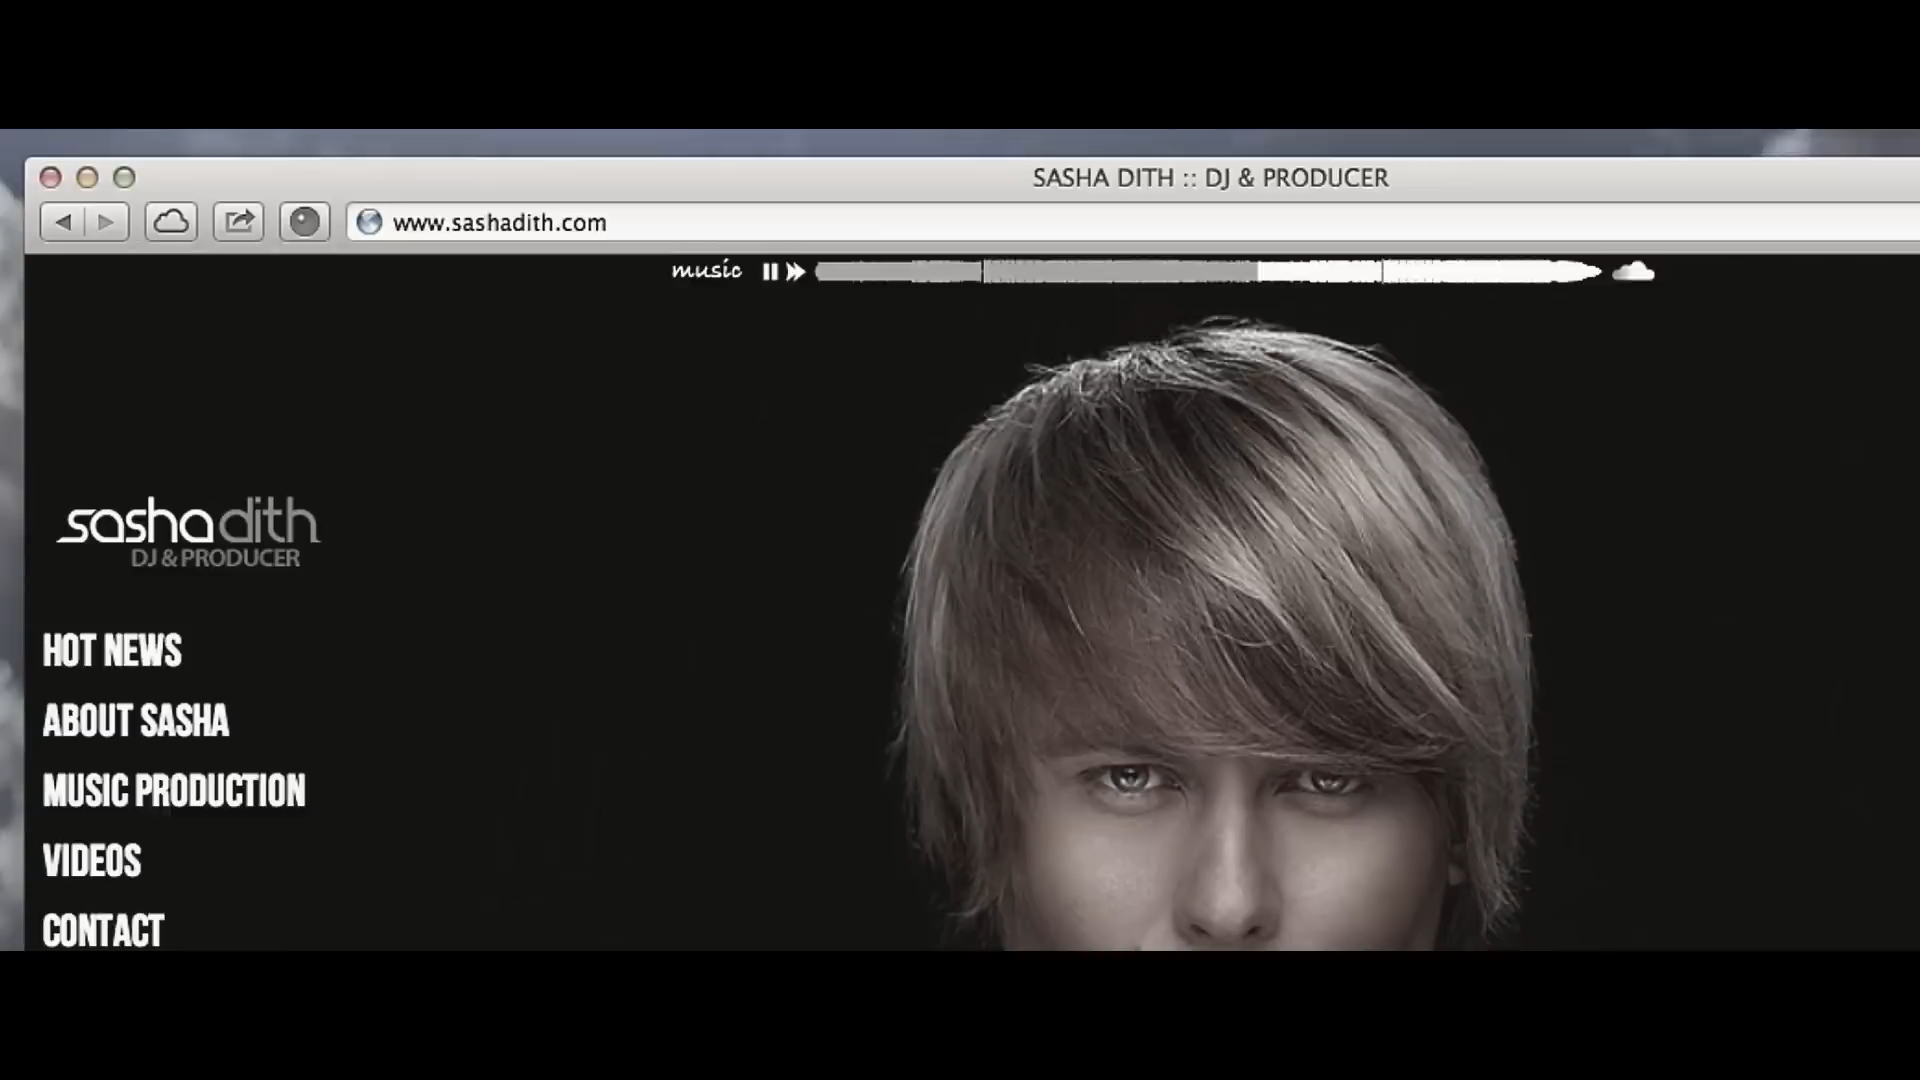 SASHA DITH :: DJ & PRODUCER
www.sashadith.com
music
sashadith
DJ & PRODUCER
HOT NEWS
ABOUT SASHA
MUSIC PRODUCTION
VIDEOS
CONTACT